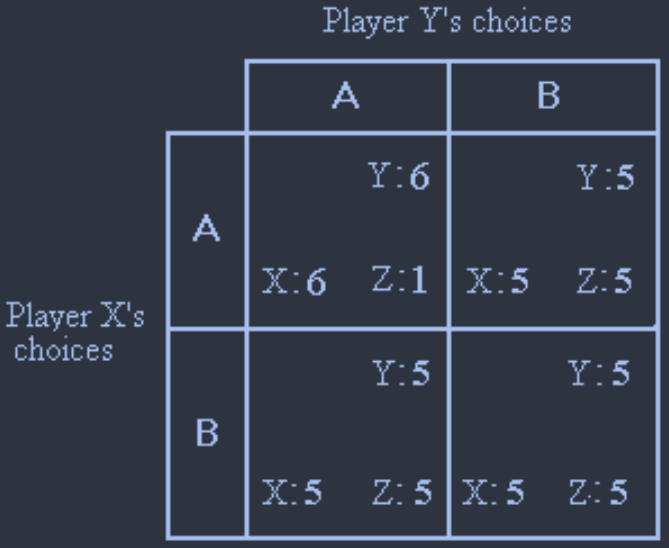 Player Y's choices
A B
Y:6 Y:5
A
X:6 Z:1 X:5 Z:5
Player X's
choices
Y:5 Y:5
B
X:5 Z:5 X:5 Z:5